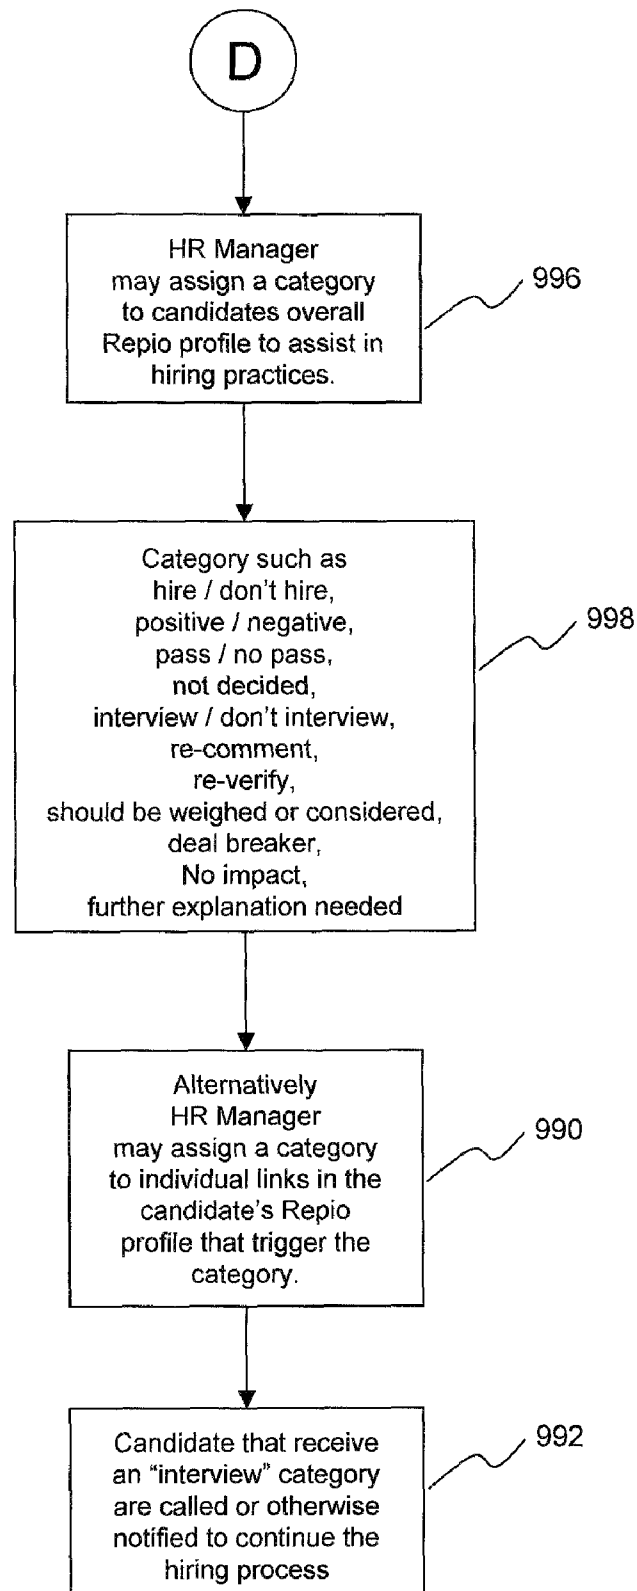 D
HR Manager
may assign a category
to candidates overall
Repio profile to assist in
hiring practices.
996
Category such as
hire / don't hire,
positive / negative,
pass / no pass,
not decided,
interview / don't interview,
re-comment,
re-verify,
should be weighed or considered,
deal breaker,
No impact,
further explanation needed
998
Alternatively
HR Manager
may assign a category
to individual links in the
candidate's Repio
profile that trigger the
category.
990
Candidate that receive
an "interview" category
are called or otherwise
notified to continue the
hiring process
992